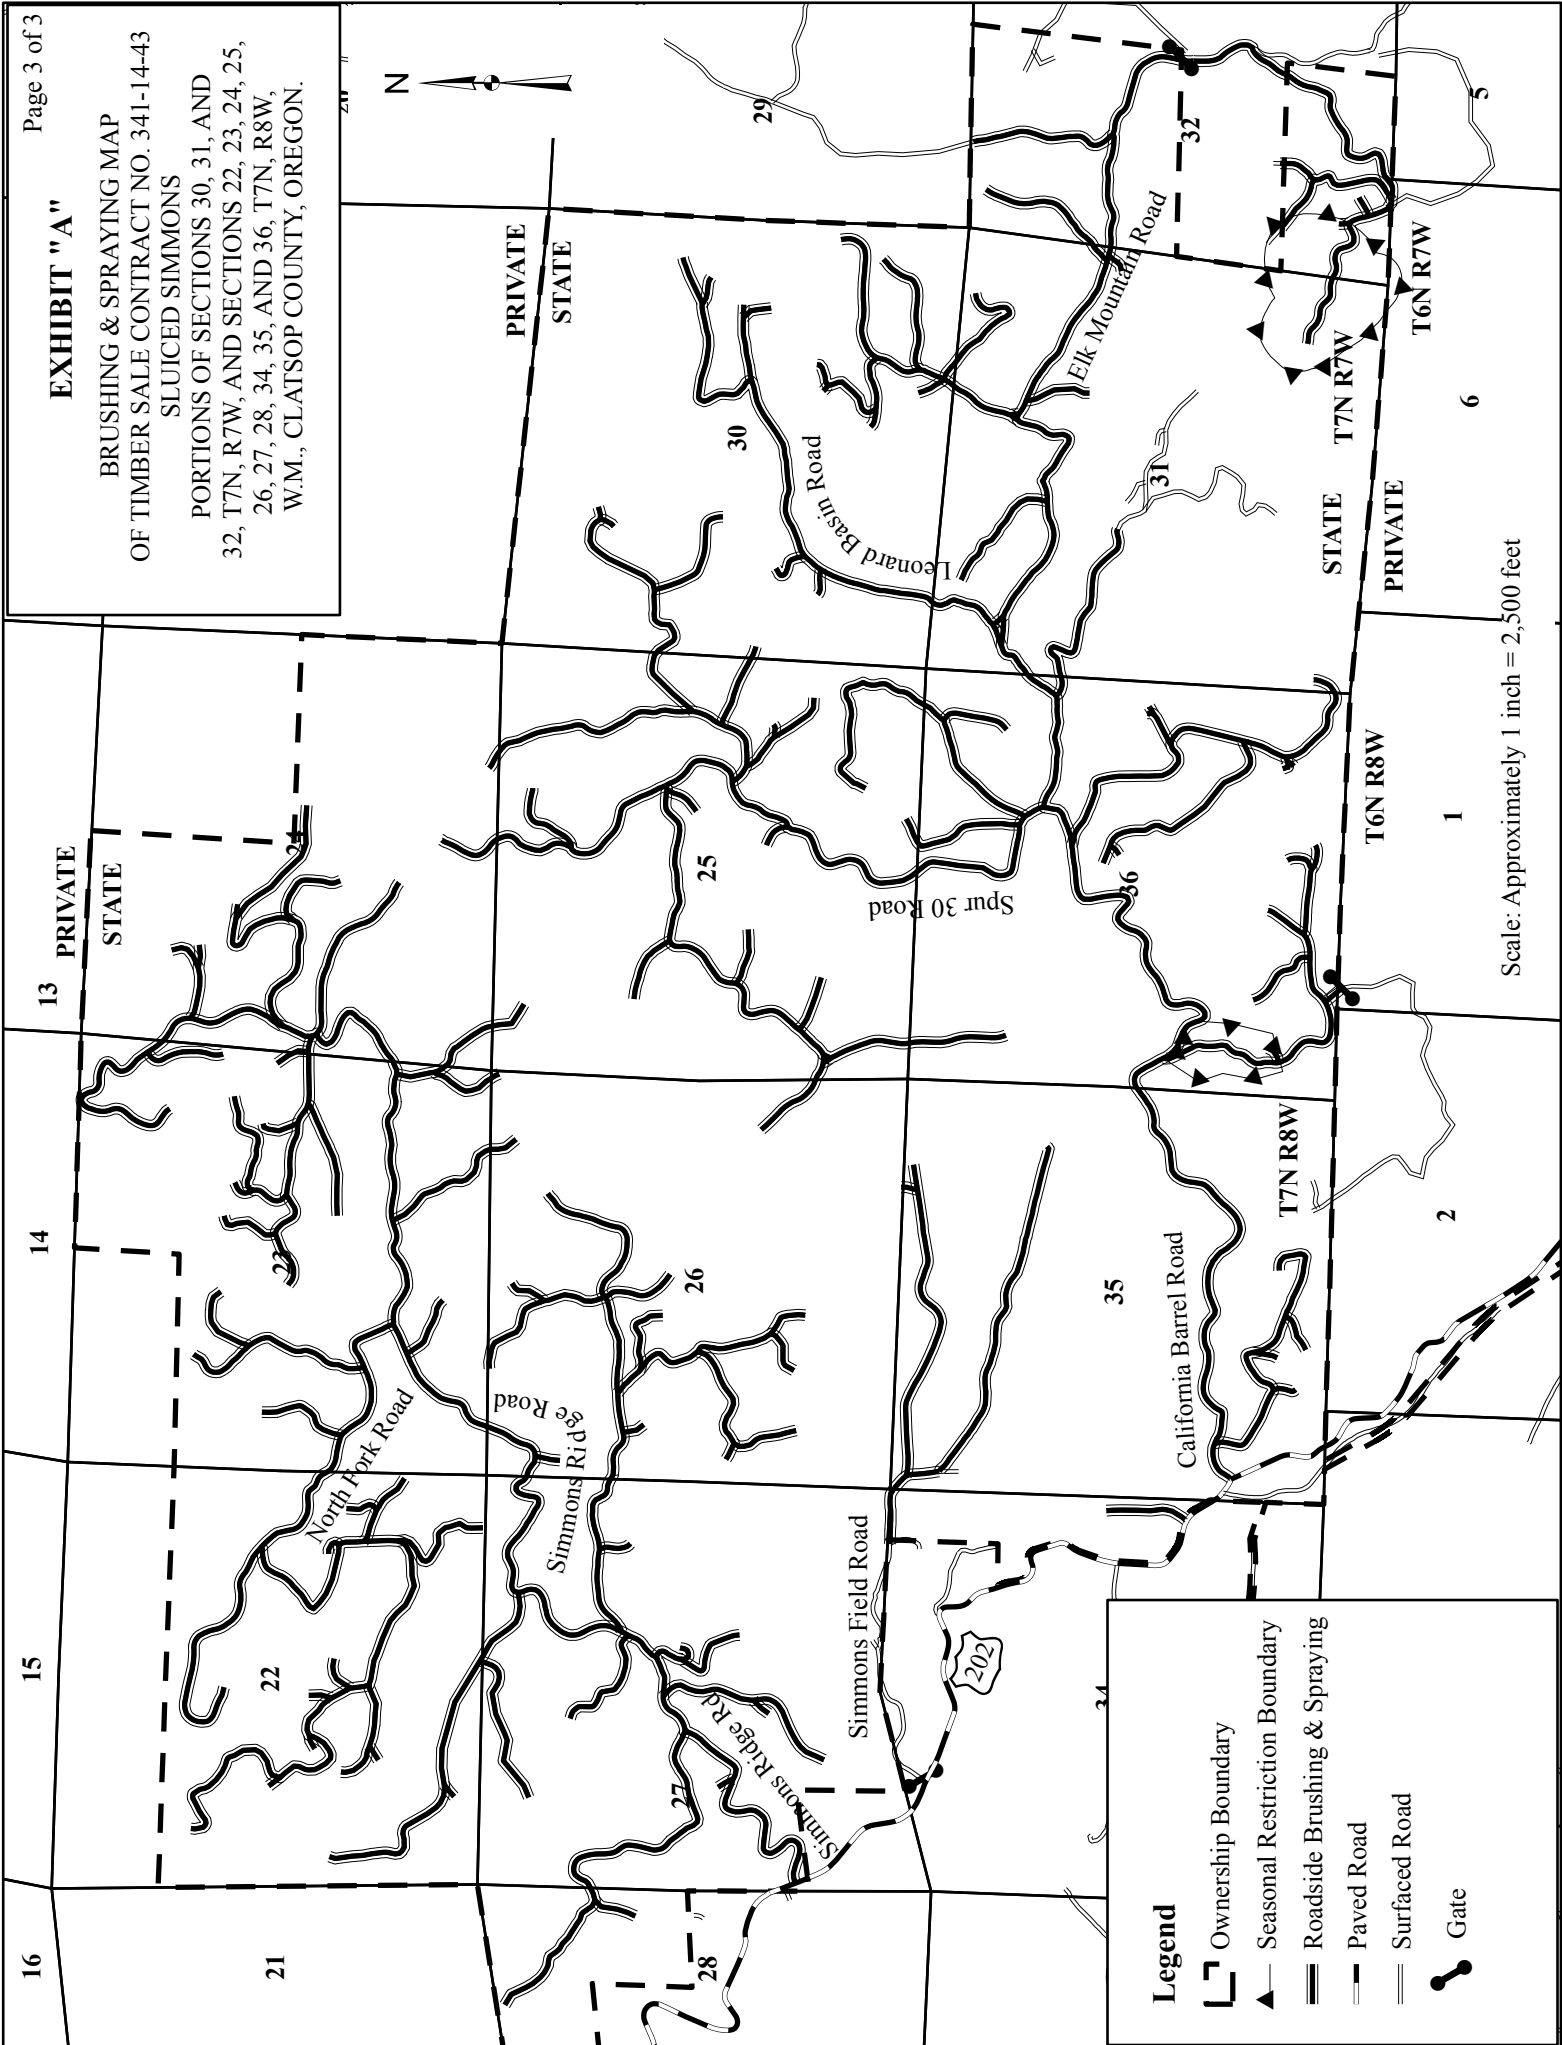 Page 3 of 3
EXHIBIT "A"
BRUSHING & SPRAYING MAP
OF TIMBER SALE CONTRACT NO. 341-14-43
SLUICED SIMMONS
PORTIONS OF SECTIONS 30, 31, AND
32, T7N, R7W, AND SECTIONS 22, 23, 24, 25,
26, 27, 28, 34, 35, AND 36, T7N, R8W,
W.M., CLATSOP COUNTY, OREGON.
N
16
15
14
13
PRIVATE
STATE
21
22
23
24
29
North Fork Road
Simmons Ridge Road
PRIVATE
STATE
28
27
26
25
30
Simmons Ridge Rd
Simmons Field Road
202
Spur 30 Road
Leonard Basin Road
Elk Mountain Road
34
35
36
31
32
California Barrel Road
T7N R8W
T6N R8W
STATE
PRIVATE
T7N R7W
T6N R7W
2
1
6
5
Scale: Approximately 1 inch = 2,500 feet
Legend
Ownership Boundary
Seasonal Restriction Boundary
Roadside Brushing & Spraying
Paved Road
Surfaced Road
Gate